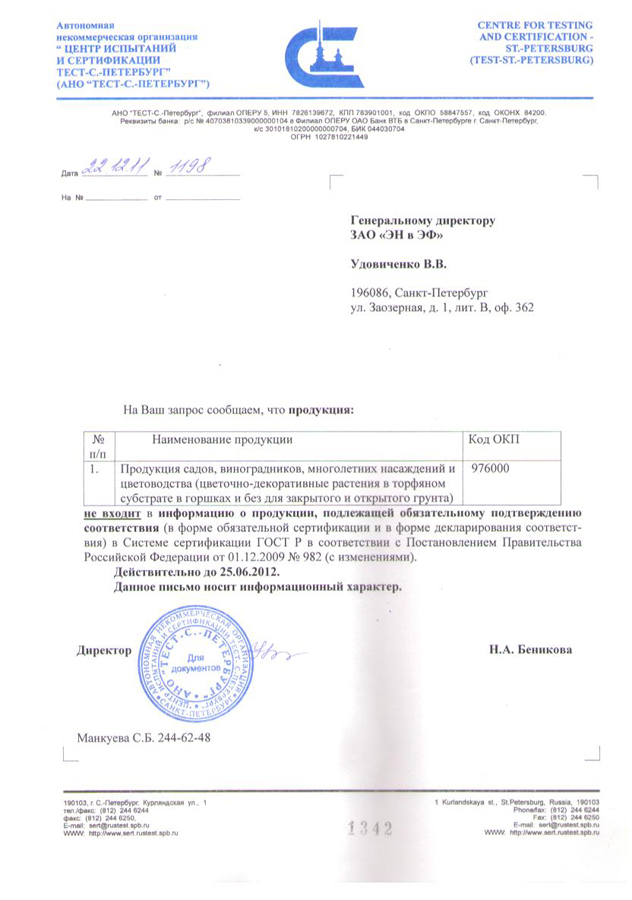 Автономная
некоммерческая организация
“ ЦЕНТР ИСПЫТАНИЙ
И СЕРТИФИКАЦИИ
ТЕСТ-С.-ПЕТЕРБУРГ”
(АНО “ТЕСТ-С.-ПЕТЕРБУРГ”)
CENTRE FOR TESTING
AND CERTIFICATION -
ST.-PETERSBURG
(TEST-ST.-PETERSBURG)
АНО "ТЕСТ-С.-Петербург", филиал ОПЕРУ 5, ИНН 7826139672, КПП 783901001, код ОКПО 58847557, код ОКОНХ 84200.
Реквизиты банка: р/с № 40703810339000000104 в Филиал ОПЕРУ ОАО Банк ВТБ в Санкт-Петербурге г. Санкт-Петербург,
к/с 30101810200000000704, БИК 044030704
ОГРН 1027810221449
Дата 22.12.11 № 1198
На № от
Генеральному директору
ЗАО «ЭН в ЭФ»
Удовиченко В.В.
196086, Санкт-Петербург
ул. Заозерная, д. 1, лит. В, оф. 362
На Ваш запрос сообщаем, что продукция:
№ п/п Наименование продукции Код ОКП
1. Продукция садов, виноградников, многолетних насаждений и 976000
цветоводства (цветочно-декоративные растения в торфяном
субстрате в горшках и без для закрытого и открытого грунта)
не входит в информацию о продукции, подлежащей обязательному подтверждению
соответствия (в форме обязательной сертификации и в форме декларирования соответст-
вия) в Системе сертификации ГОСТ Р в соответствии с Постановлением Правительства
Российской Федерации от 01.12.2009 № 982 (с изменениями).
Действительно до 25.06.2012.
Данное письмо носит информационный характер.
Директор
Н.А. Беникова
АВТОНОМНАЯ НЕКОММЕРЧЕСКАЯ ОРГАНИЗАЦИЯ
АНО "ТЕСТ-С.-ПЕТЕРБУРГ"
Для
документов
САНКТ-ПЕТЕРБУРГ
Манкуева С.Б. 244-62-48
190103, г. С.-Петербург, Курляндская ул., 1
тел./факс: (812) 244 6244
факс: (812) 244 6250,
E-mail: sert@rustest.spb.ru
WWW: http://www.sert.rustest.spb.ru
1342
1 Kurlandskaya st., St.Petersburg, Russia, 190103
Phone/fax: (812) 244 6244
Fax: (812) 244 6250
E-mail: sert@rustest.spb.ru
WWW: http://www.sert.rustest.spb.ru